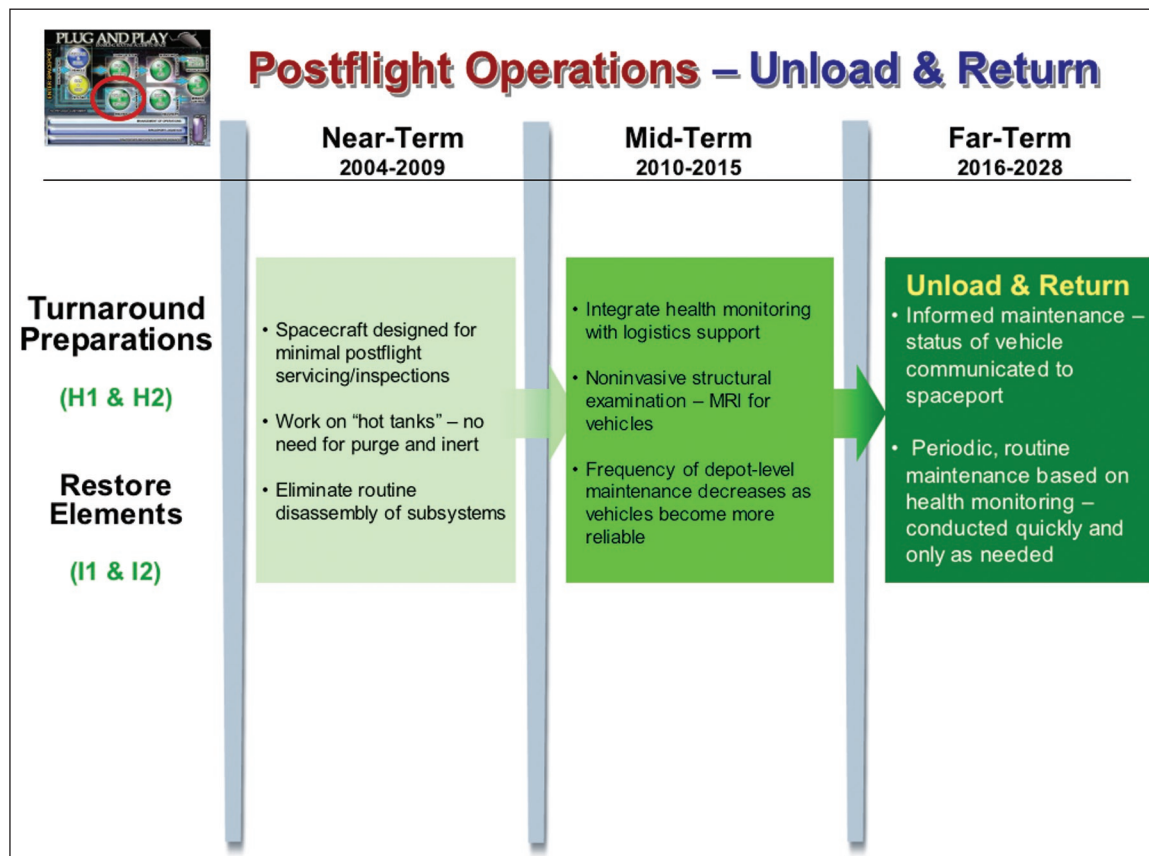 PLUG AND PLAY
Postflight Operations – Unload & Return
Near-Term
2004-2009
Mid-Term
2010-2015
Far-Term
2016-2028
Turnaround
Preparations
(H1 & H2)
Restore
Elements
(I1 & I2)
• Spacecraft designed for
minimal postflight
servicing/inspections
• Work on “hot tanks” – no
need for purge and inert
• Eliminate routine
disassembly of subsystems
• Integrate health monitoring
with logistics support
• Noninvasive structural
examination – MRI for
vehicles
• Frequency of depot-level
maintenance decreases as
vehicles become more
reliable
Unload & Return
• Informed maintenance –
status of vehicle
communicated to
spaceport
• Periodic, routine
maintenance based on
health monitoring –
conducted quickly and
only as needed